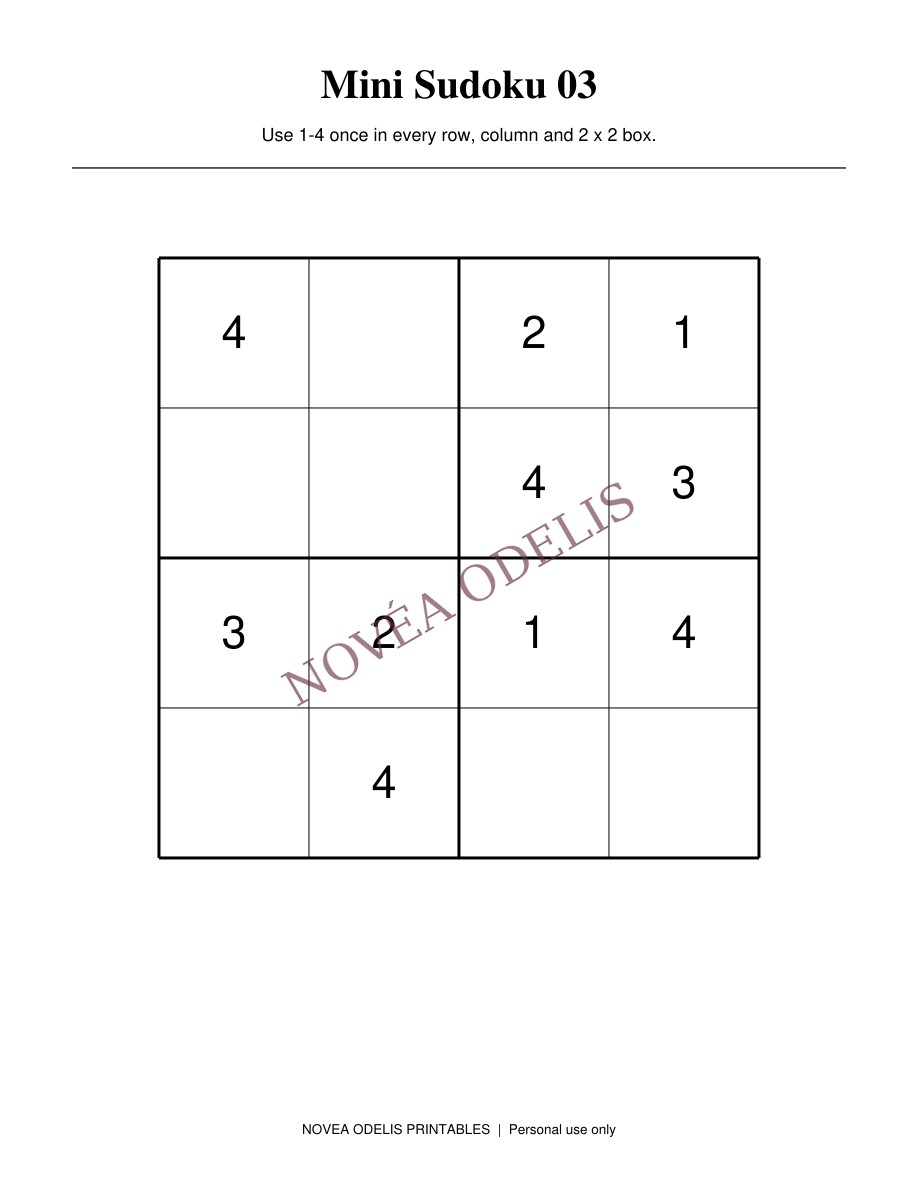 Mini Sudoku 03
Use 1-4 once in every row, column and 2 x 2 box.
4 2 1
4 3
3 2 1 4
4
NOVÉA ODELIS
NOVEA ODELIS PRINTABLES | Personal use only